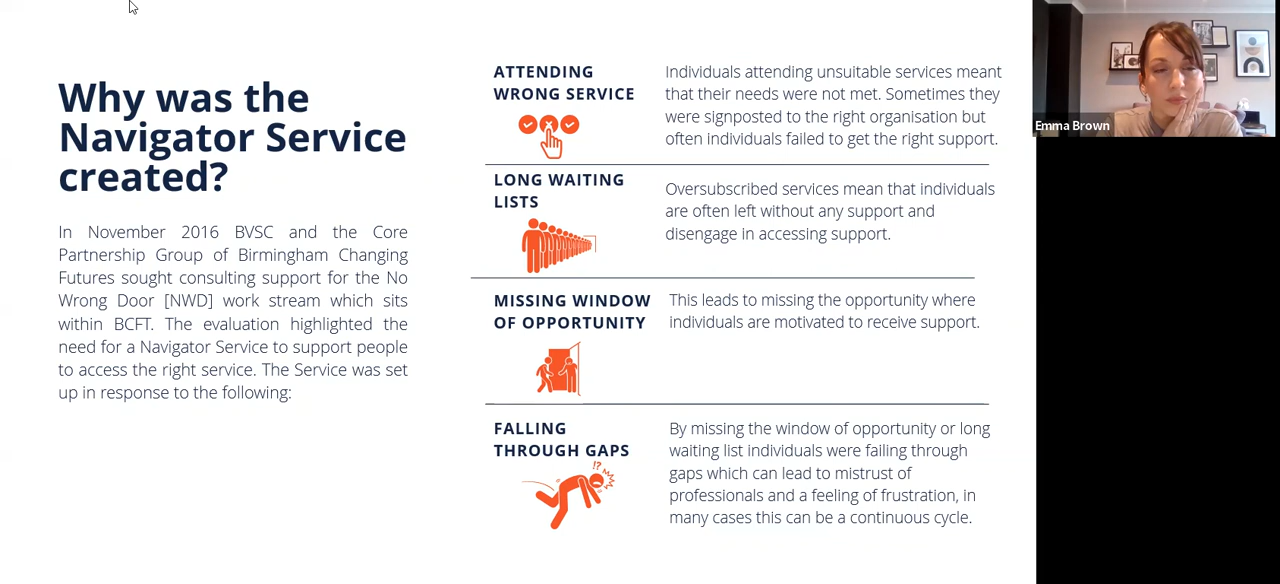 Why was the
Navigator Service
created?
In November 2016 BVSC and the Core
Partnership Group of Birmingham Changing
Futures sought consulting support for the No
Wrong Door [NWD] work stream which sits
within BCFT. The evaluation highlighted the
need for a Navigator Service to support people
to access the right service. The Service was set
up in response to the following:
ATTENDING
WRONG SERVICE
Individuals attending unsuitable services meant
that their needs were not met. Sometimes they
were signposted to the right organisation but
often individuals failed to get the right support.
LONG WAITING
LISTS
Oversubscribed services mean that individuals
are often left without any support and
disengage in accessing support.
MISSING WINDOW
OF OPPORTUNITY
This leads to missing the opportunity where
individuals are motivated to receive support.
FALLING
THROUGH GAPS
!?
By missing the window of opportunity or long
waiting list individuals were failing through
gaps which can lead to mistrust of
professionals and a feeling of frustration, in
many cases this can be a continuous cycle.
Emma Brown